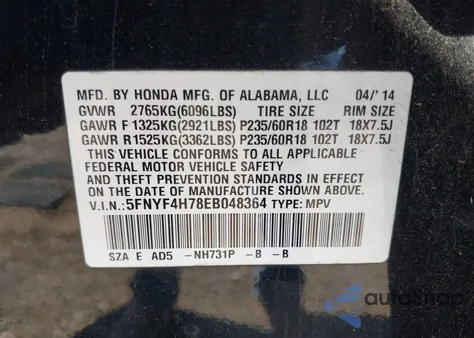 MFD. BY HONDA MFG. OF ALABAMA, LLC 04/'14
GVWR 2765KG(6096LBS) TIRE SIZE RIM SIZE
GAWR F 1325KG(2921LBS) P235/60R18 102T 18X7.5J
GAWR R 1525KG(3362LBS) P235/60R18 102T 18X7.5J
THIS VEHICLE CONFORMS TO ALL APPLICABLE
FEDERAL MOTOR VEHICLE SAFETY
AND THEFT PREVENTION STANDARDS IN EFFECT
ON THE DATE OF MANUFACTURE SHOWN ABOVE.
V.I.N.:5FNYF4H78EB048364 TYPE: MPV
SZA E AD5 -NH731P -B -B
autoSnap